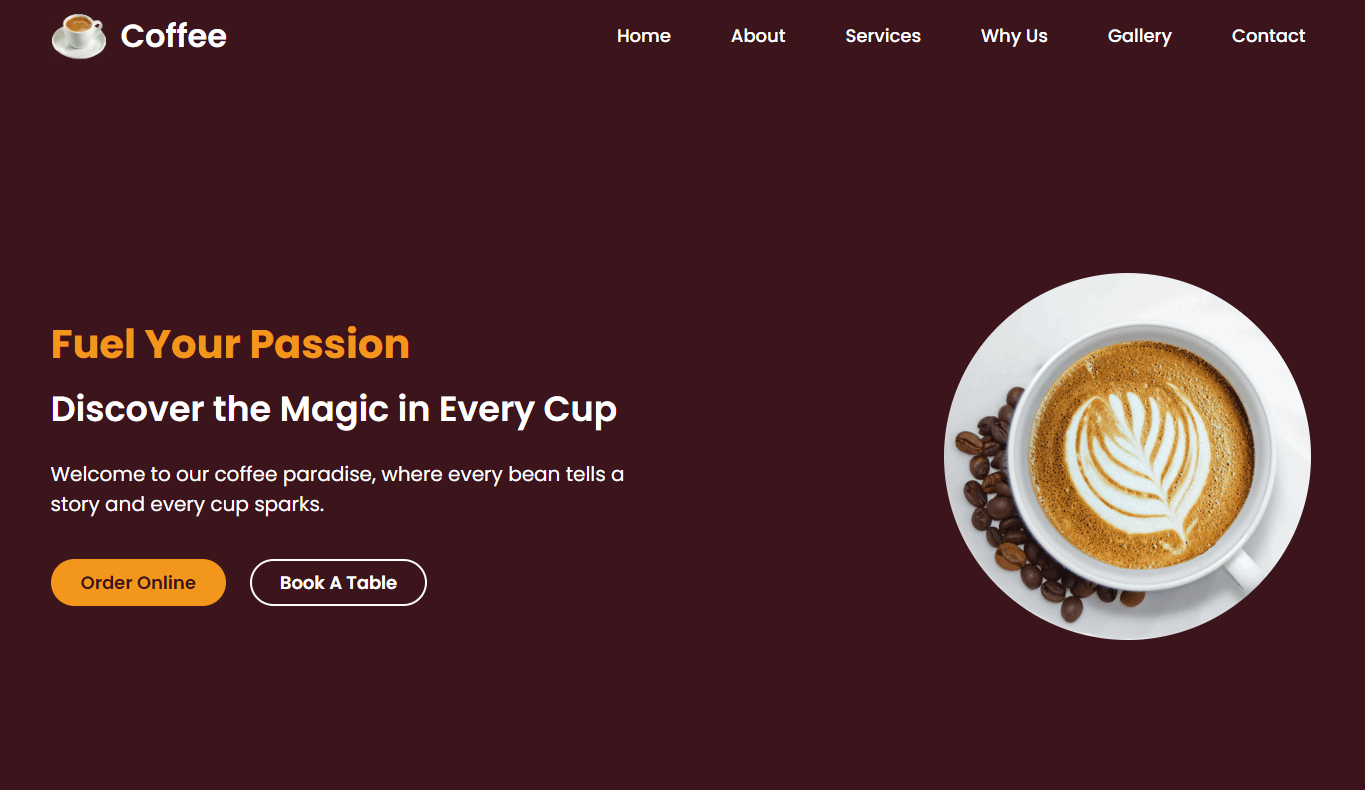 Coffee
Home About Services Why Us Gallery Contact
Fuel Your Passion
Discover the Magic in Every Cup
Welcome to our coffee paradise, where every bean tells a
story and every cup sparks.
Order Online Book A Table